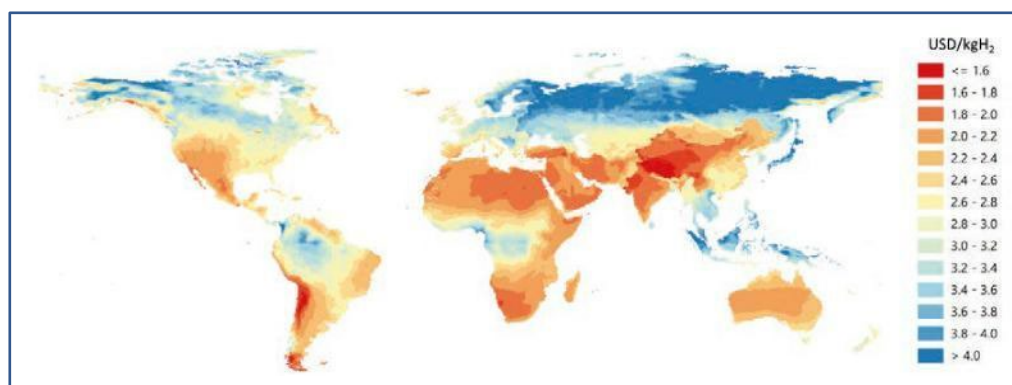 USD/kgH₂
<= 1.6
1.6 - 1.8
1.8 - 2.0
2.0 - 2.2
2.2 - 2.4
2.4 - 2.6
2.6 - 2.8
2.8 - 3.0
3.0 - 3.2
3.2 - 3.4
3.4 - 3.6
3.6 - 3.8
3.8 - 4.0
> 4.0